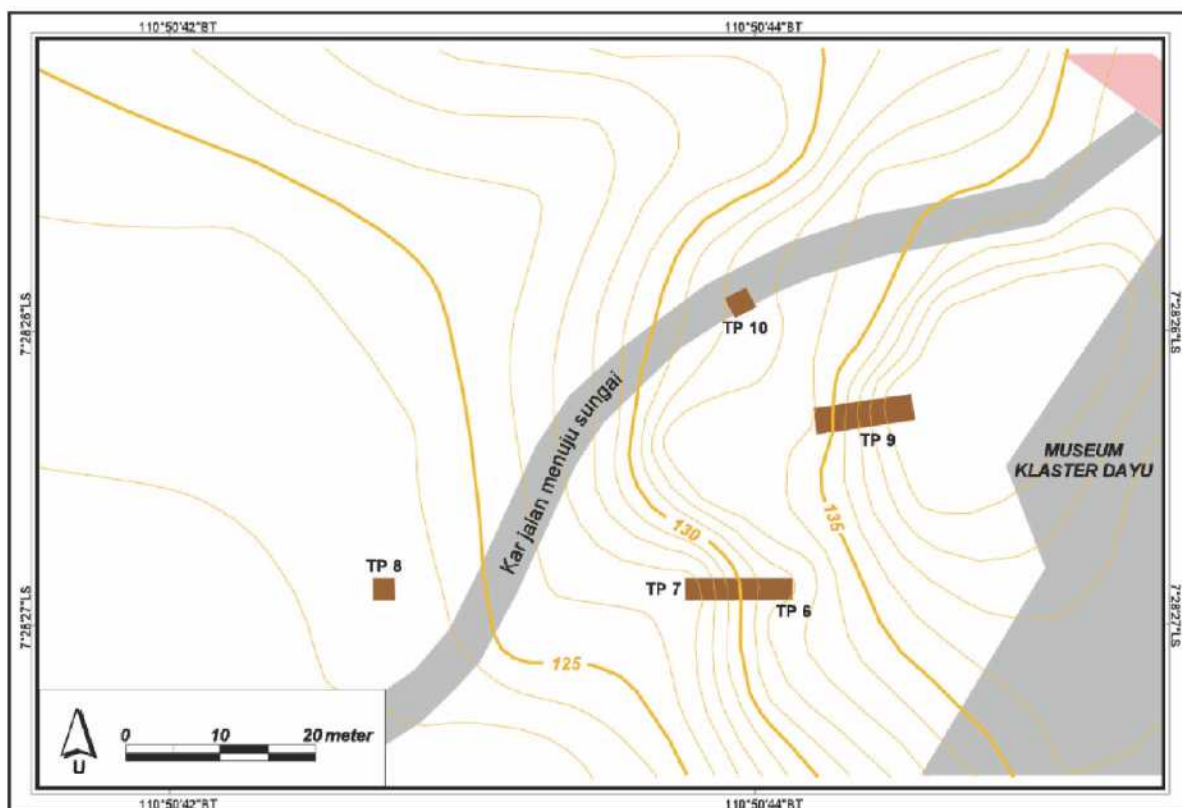 110°50'42"BT
110°50'44"BT
7°28'26"LS
7°28'26"LS
TP 10
Kar jalan menuju sungai
TP 9
MUSEUM
KLASTER DAYU
135
130
TP 8
TP 7
TP 6
7°28'27"LS
7°28'27"LS
125
0 10 20 meter
U
110°50'42"BT
110°50'44"BT